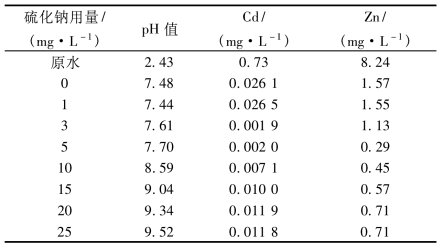 硫化钠用量/ pH 值 Cd/ Zn/
(mg·L⁻¹) (mg·L⁻¹) (mg·L⁻¹)
原水 2.43 0.73 8.24
0 7.48 0.026 1 1.57
1 7.44 0.026 5 1.55
3 7.61 0.001 9 1.13
5 7.70 0.002 0 0.29
10 8.59 0.007 1 0.45
15 9.04 0.010 0 0.57
20 9.34 0.011 9 0.71
25 9.52 0.011 8 0.71